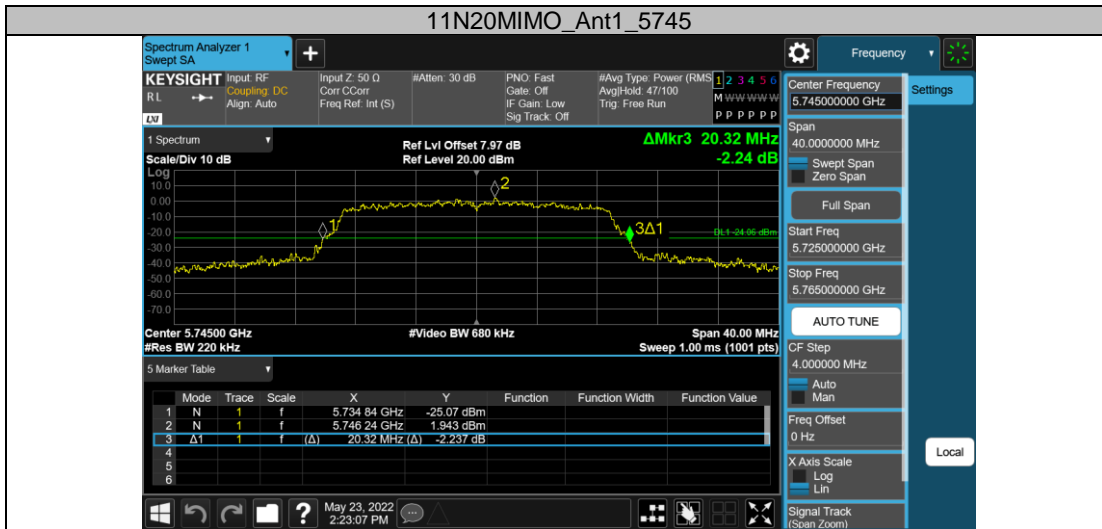 11N20MIMO_Ant1_5745
Spectrum Analyzer 1
Swept SA
+
Frequency
KEYSIGHT
RL
LXI
Input: RF
Coupling: DC
Align: Auto
Input Z: 50 Ω
Corr CCorr
Freq Ref: Int (S)
#Atten: 30 dB
PNO: Fast
Gate: Off
IF Gain: Low
Sig Track: Off
#Avg Type: Power (RMS
Avg|Hold: 47/100
Trig: Free Run
1 2 3 4 5 6
M W W W W W
P P P P P P
1 Spectrum
Scale/Div 10 dB
Ref Lvl Offset 7.97 dB
Ref Level 20.00 dBm
ΔMkr3 20.32 MHz
-2.24 dB
Log
10.0
0.00
-10.0
-20.0
-30.0
-40.0
-50.0
-60.0
-70.0
1
2
3Δ1
DL1 -24.06 dBm
Center 5.74500 GHz
#Res BW 220 kHz
#Video BW 680 kHz
Span 40.00 MHz
Sweep 1.00 ms (1001 pts)
5 Marker Table
Mode Trace Scale X Y Function Function Width Function Value
1 N 1 f 5.734 84 GHz -25.07 dBm
2 N 1 f 5.746 24 GHz 1.943 dBm
3 Δ1 1 f (Δ) 20.32 MHz (Δ) -2.237 dB
4
5
6
?
May 23, 2022
2:23:07 PM
Center Frequency
5.745000000 GHz
Span
40.0000000 MHz
Swept Span
Zero Span
Full Span
Start Freq
5.725000000 GHz
Stop Freq
5.765000000 GHz
AUTO TUNE
CF Step
4.000000 MHz
Auto
Man
Freq Offset
0 Hz
X Axis Scale
Log
Lin
Signal Track
(Span Zoom)
Settings
Local